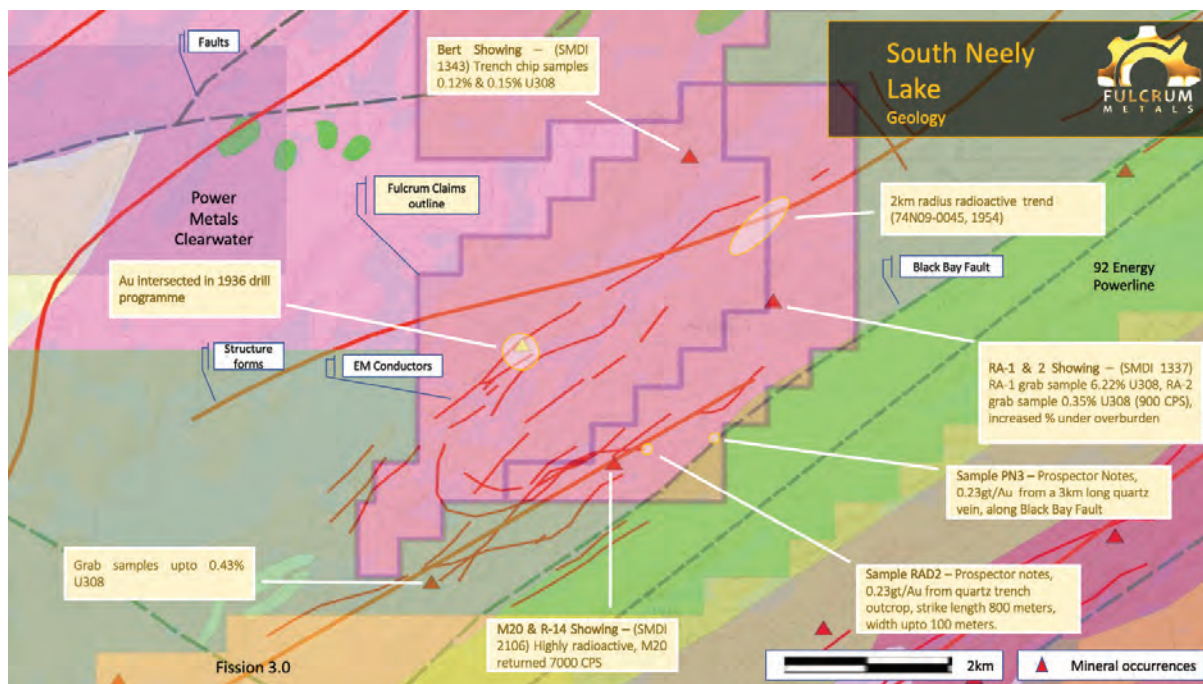 Faults
Bert Showing – (SMDI
1343) Trench chip samples
0.12% & 0.15% U308
South Neely
Lake
Geology
FULCRUM
METALS
Power
Metals
Clearwater
Fulcrum Claims
outline
2km radius radioactive trend
(74N09-0045, 1954)
Au intersected in 1936 drill
programme
Black Bay Fault
92 Energy
Powerline
Structure
forms
EM Conductors
RA-1 & 2 Showing – (SMDI 1337)
RA-1 grab sample 6.22% U308, RA-2
grab sample 0.35% U308 (900 CPS),
increased % under overburden
Sample PN3 – Prospector Notes,
0.23gt/Au from a 3km long quartz
vein, along Black Bay Fault
Grab samples upto 0.43%
U308
Sample RAD2 – Prospector notes,
0.23gt/Au from quartz trench
outcrop, strike length 800 meters,
width upto 100 meters.
M20 & R-14 Showing – (SMDI
2106) Highly radioactive, M20
returned 7000 CPS
Fission 3.0
2km
Mineral occurrences